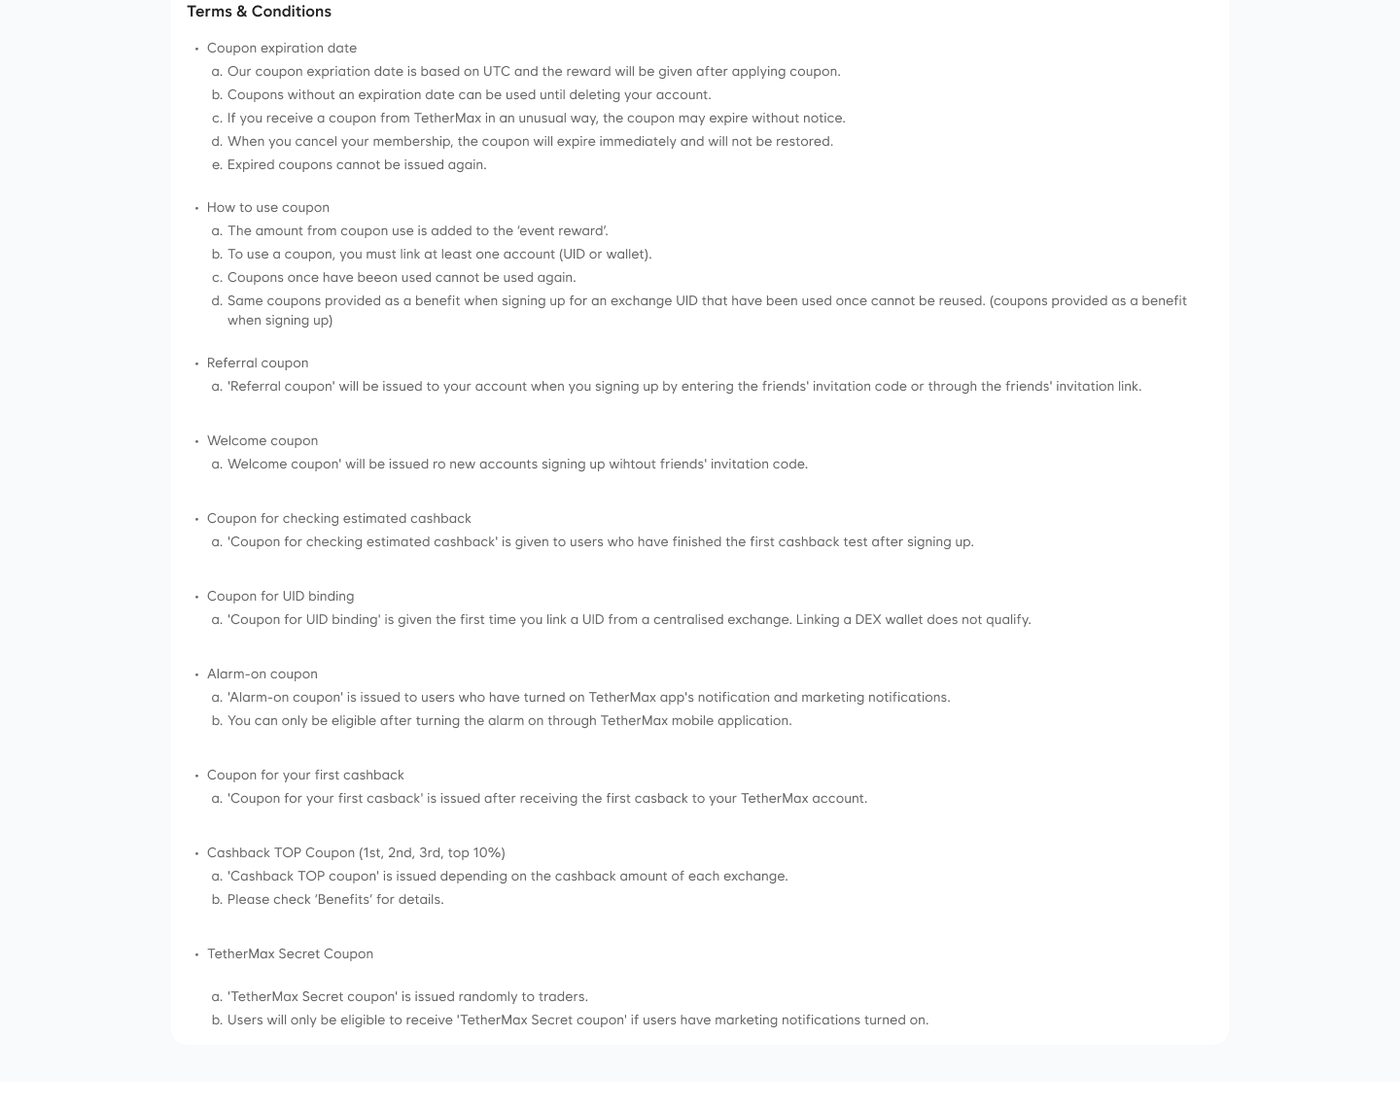 Terms & Conditions
• Coupon expiration date
a. Our coupon expriation date is based on UTC and the reward will be given after applying coupon.
b. Coupons without an expiration date can be used until deleting your account.
c. If you receive a coupon from TetherMax in an unusual way, the coupon may expire without notice.
d. When you cancel your membership, the coupon will expire immediately and will not be restored.
e. Expired coupons cannot be issued again.
• How to use coupon
a. The amount from coupon use is added to the ‘event reward’.
b. To use a coupon, you must link at least one account (UID or wallet).
c. Coupons once have beeon used cannot be used again.
d. Same coupons provided as a benefit when signing up for an exchange UID that have been used once cannot be reused. (coupons provided as a benefit
when signing up)
• Referral coupon
a. 'Referral coupon' will be issued to your account when you signing up by entering the friends' invitation code or through the friends' invitation link.
• Welcome coupon
a. Welcome coupon' will be issued ro new accounts signing up wihtout friends' invitation code.
• Coupon for checking estimated cashback
a. 'Coupon for checking estimated cashback' is given to users who have finished the first cashback test after signing up.
• Coupon for UID binding
a. 'Coupon for UID binding' is given the first time you link a UID from a centralised exchange. Linking a DEX wallet does not qualify.
• Alarm-on coupon
a. 'Alarm-on coupon' is issued to users who have turned on TetherMax app's notification and marketing notifications.
b. You can only be eligible after turning the alarm on through TetherMax mobile application.
• Coupon for your first cashback
a. 'Coupon for your first casback' is issued after receiving the first casback to your TetherMax account.
• Cashback TOP Coupon (1st, 2nd, 3rd, top 10%)
a. 'Cashback TOP coupon' is issued depending on the cashback amount of each exchange.
b. Please check ‘Benefits’ for details.
• TetherMax Secret Coupon
a. 'TetherMax Secret coupon' is issued randomly to traders.
b. Users will only be eligible to receive 'TetherMax Secret coupon' if users have marketing notifications turned on.